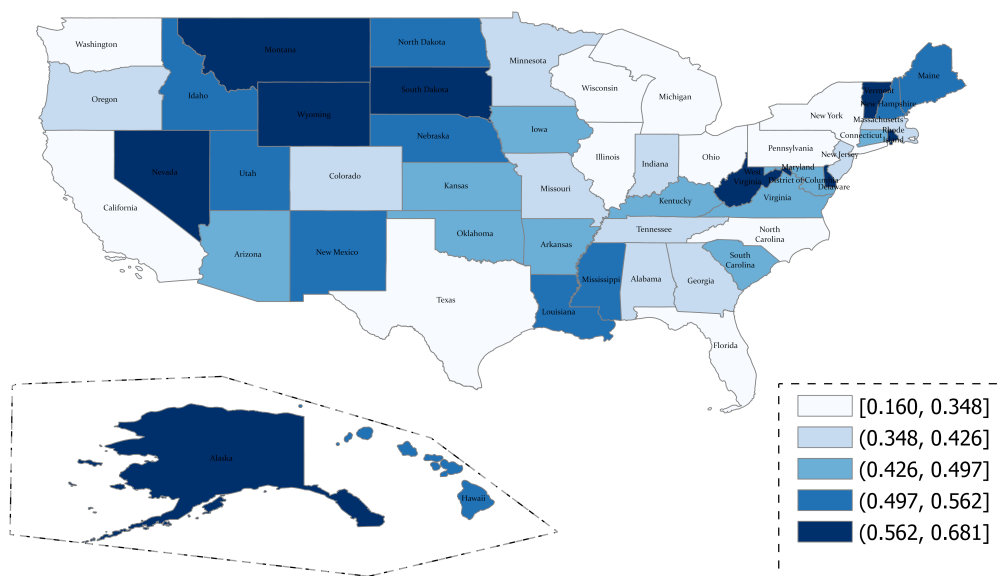 Washington
Montana
North Dakota
Minnesota
Maine
Oregon
Idaho
South Dakota
Wisconsin
Michigan
Vermont
New Hampshire
Wyoming
New York
Massachusetts
Iowa
Rhode
Island
Connecticut
Nebraska
Pennsylvania
Illinois
Indiana
Ohio
New Jersey
Nevada
Utah
Colorado
Kansas
Missouri
West
Virginia
Maryland
District of Columbia
Delaware
California
Kentucky
Virginia
Arizona
New Mexico
Oklahoma
Arkansas
Tennessee
North
Carolina
South
Carolina
Mississippi
Alabama
Georgia
Texas
Louisiana
Florida
Alaska
Hawaii
[0.160, 0.348]
(0.348, 0.426]
(0.426, 0.497]
(0.497, 0.562]
(0.562, 0.681]